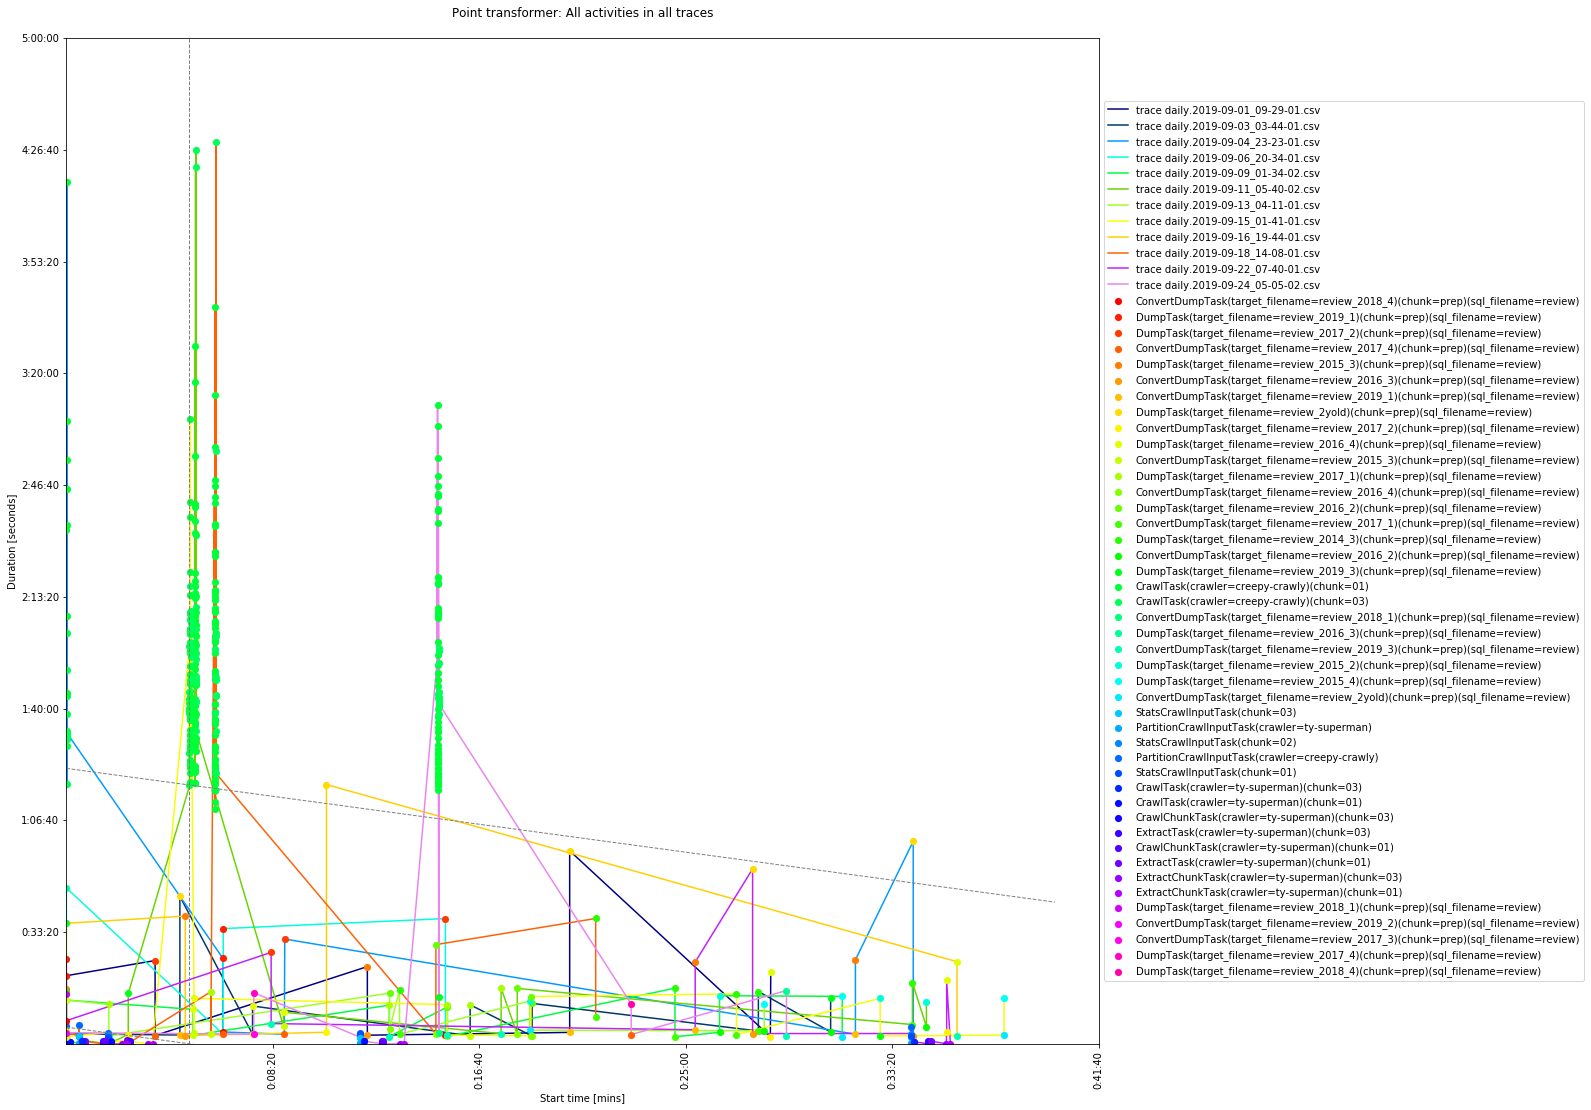 Point transformer: All activities in all traces
5:00:00
4:26:40
3:53:20
3:20:00
2:46:40
2:13:20
1:40:00
1:06:40
0:33:20
Duration [seconds]
0:08:20
0:16:40
0:25:00
0:33:20
0:41:40
Start time [mins]
trace daily.2019-09-01_09-29-01.csv
trace daily.2019-09-03_03-44-01.csv
trace daily.2019-09-04_23-23-01.csv
trace daily.2019-09-06_20-34-01.csv
trace daily.2019-09-09_01-34-02.csv
trace daily.2019-09-11_05-40-02.csv
trace daily.2019-09-13_04-11-01.csv
trace daily.2019-09-15_01-41-01.csv
trace daily.2019-09-16_19-44-01.csv
trace daily.2019-09-18_14-08-01.csv
trace daily.2019-09-22_07-40-01.csv
trace daily.2019-09-24_05-05-02.csv
ConvertDumpTask(target_filename=review_2018_4)(chunk=prep)(sql_filename=review)
DumpTask(target_filename=review_2019_1)(chunk=prep)(sql_filename=review)
DumpTask(target_filename=review_2017_2)(chunk=prep)(sql_filename=review)
ConvertDumpTask(target_filename=review_2017_4)(chunk=prep)(sql_filename=review)
DumpTask(target_filename=review_2015_3)(chunk=prep)(sql_filename=review)
ConvertDumpTask(target_filename=review_2016_3)(chunk=prep)(sql_filename=review)
ConvertDumpTask(target_filename=review_2019_1)(chunk=prep)(sql_filename=review)
DumpTask(target_filename=review_2yold)(chunk=prep)(sql_filename=review)
ConvertDumpTask(target_filename=review_2017_2)(chunk=prep)(sql_filename=review)
DumpTask(target_filename=review_2016_4)(chunk=prep)(sql_filename=review)
ConvertDumpTask(target_filename=review_2015_3)(chunk=prep)(sql_filename=review)
DumpTask(target_filename=review_2017_1)(chunk=prep)(sql_filename=review)
ConvertDumpTask(target_filename=review_2016_4)(chunk=prep)(sql_filename=review)
DumpTask(target_filename=review_2016_2)(chunk=prep)(sql_filename=review)
ConvertDumpTask(target_filename=review_2017_1)(chunk=prep)(sql_filename=review)
DumpTask(target_filename=review_2014_3)(chunk=prep)(sql_filename=review)
ConvertDumpTask(target_filename=review_2016_2)(chunk=prep)(sql_filename=review)
DumpTask(target_filename=review_2019_3)(chunk=prep)(sql_filename=review)
CrawlTask(crawler=creepy-crawly)(chunk=01)
CrawlTask(crawler=creepy-crawly)(chunk=03)
ConvertDumpTask(target_filename=review_2018_1)(chunk=prep)(sql_filename=review)
DumpTask(target_filename=review_2016_3)(chunk=prep)(sql_filename=review)
ConvertDumpTask(target_filename=review_2019_3)(chunk=prep)(sql_filename=review)
DumpTask(target_filename=review_2015_2)(chunk=prep)(sql_filename=review)
DumpTask(target_filename=review_2015_4)(chunk=prep)(sql_filename=review)
ConvertDumpTask(target_filename=review_2yold)(chunk=prep)(sql_filename=review)
StatsCrawlInputTask(chunk=03)
PartitionCrawlInputTask(crawler=ty-superman)
StatsCrawlInputTask(chunk=02)
PartitionCrawlInputTask(crawler=creepy-crawly)
StatsCrawlInputTask(chunk=01)
CrawlTask(crawler=ty-superman)(chunk=03)
CrawlTask(crawler=ty-superman)(chunk=01)
CrawlChunkTask(crawler=ty-superman)(chunk=03)
ExtractTask(crawler=ty-superman)(chunk=03)
CrawlChunkTask(crawler=ty-superman)(chunk=01)
ExtractTask(crawler=ty-superman)(chunk=01)
ExtractChunkTask(crawler=ty-superman)(chunk=03)
ExtractChunkTask(crawler=ty-superman)(chunk=01)
DumpTask(target_filename=review_2018_1)(chunk=prep)(sql_filename=review)
ConvertDumpTask(target_filename=review_2019_2)(chunk=prep)(sql_filename=review)
ConvertDumpTask(target_filename=review_2017_3)(chunk=prep)(sql_filename=review)
DumpTask(target_filename=review_2017_4)(chunk=prep)(sql_filename=review)
DumpTask(target_filename=review_2018_4)(chunk=prep)(sql_filename=review)